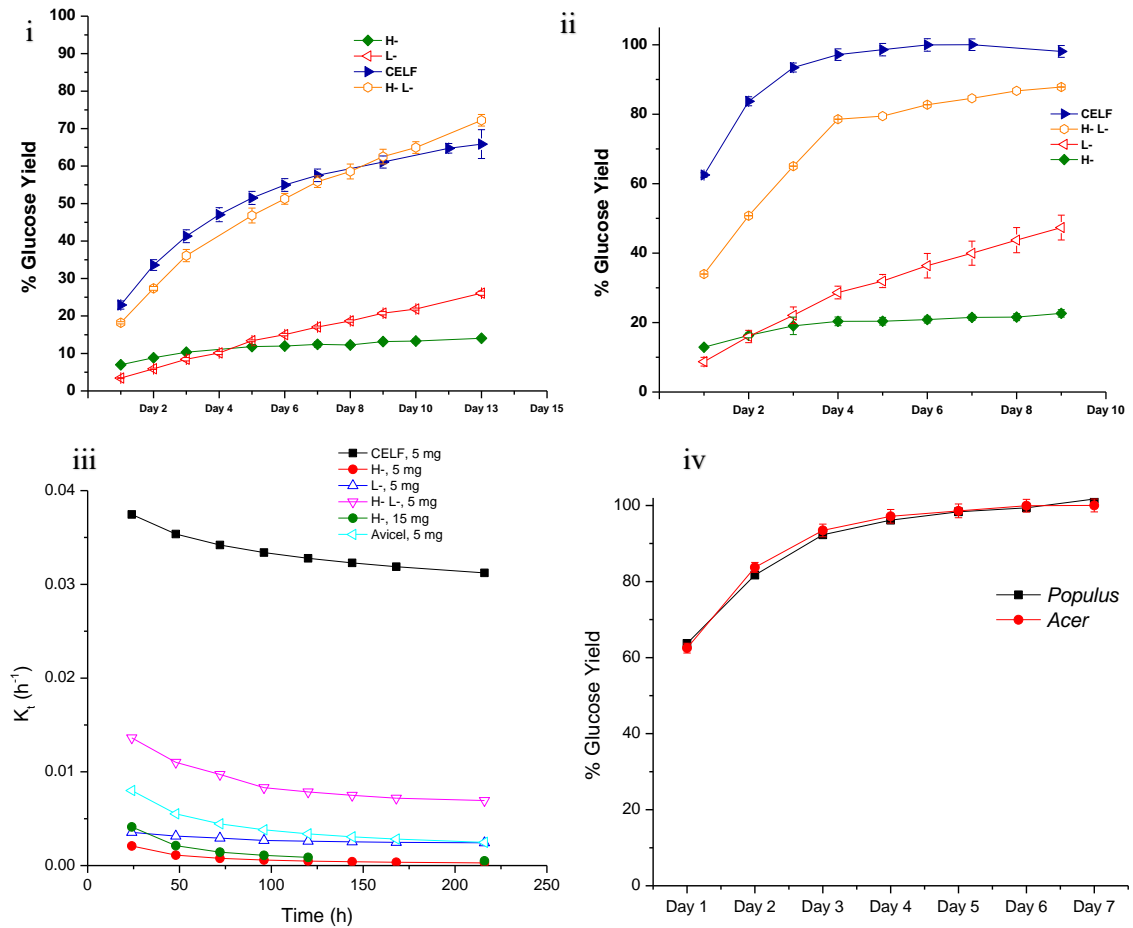 i
100
90
80
70
60
50
40
30
20
10
0
% Glucose Yield
H-
L-
CELF
H- L-
Day 2
Day 4
Day 6
Day 8
Day 10
Day 13
Day 15
ii
100
80
60
40
20
0
% Glucose Yield
CELF
H- L-
L-
H-
Day 2
Day 4
Day 6
Day 8
Day 10
iii
CELF, 5 mg
H-, 5 mg
L-, 5 mg
H- L-, 5 mg
H-, 15 mg
Avicel, 5 mg
0.04
0.03
0.02
0.01
0.00
Kt (h-1)
0
50
100
150
200
250
Time (h)
iv
100
80
60
40
20
0
% Glucose Yield
Populus
Acer
Day 1
Day 2
Day 3
Day 4
Day 5
Day 6
Day 7